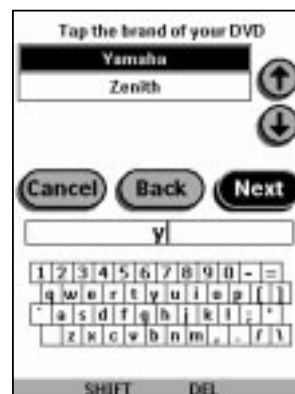 Tap the brand of your DVD
Yamaha
Zenith
Cancel Back Next
y
1 2 3 4 5 6 7 8 9 0 - =
q w e r t y u i o p [ ]
` a s d f g h j k l ; '
z x c v b n m , . / \
SHIFT DEL